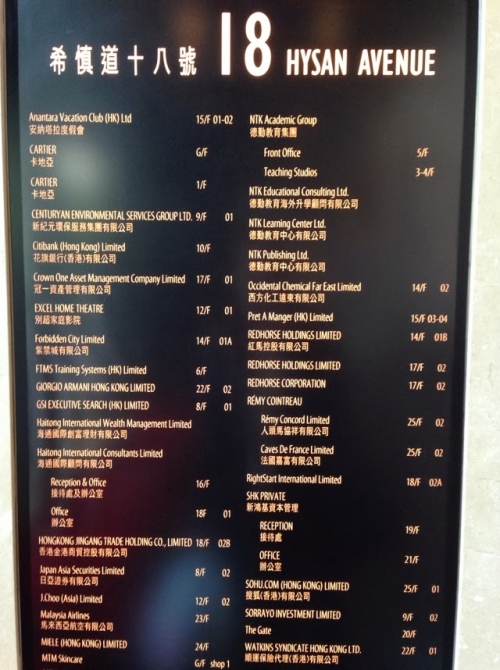 希慎道十八號 18 HYSAN AVENUE
Anantara Vacation Club (HK) Ltd 15/F 01-02
安納塔拉度假會
CARTIER G/F
卡地亞
CARTIER 1/F
卡地亞
CENTURYAN ENVIRONMENTAL SERVICES GROUP LTD. 9/F 01
新紀元環保服務集團有限公司
Citibank (Hong Kong) Limited 10/F
花旗銀行(香港)有限公司
Crown One Asset Management Company Limited 17/F 01
冠一資產管理有限公司
EXCEL HOME THEATRE 12/F 01
別超家庭影院
Forbidden City Limited 14/F 01A
紫禁城有限公司
FTMS Training Systems (HK) Limited 6/F
GIORGIO ARMANI HONG KONG LIMITED 22/F 02
GSI EXECUTIVE SEARCH (HK) LIMITED 8/F 01
Haitong International Wealth Management Limited
海通國際創富理財有限公司
Haitong International Consultants Limited
海通國際顧問有限公司
Reception & Office 16/F
接待處及辦公室
Office 18F 01
辦公室
HONGKONG JINGANG TRADE HOLDING CO., LIMITED 18/F 02B
香港金港商貿控股有限公司
Japan Asia Securities Limited 8/F 02
日亞證券有限公司
J.Choo (Asia) Limited 12/F 02
Malaysia Airlines 23/F
馬來西亞航空有限公司
MIELE (HONG KONG) LIMITED 24/F
MTM Skincare G/F shop 1
NTK Academic Group
德勤教育集團
Front Office 5/F
Teaching Studios 3-4/F
NTK Educational Consulting Ltd.
德勤教育海外升學顧問有限公司
NTK Learning Center Ltd.
德勤教育中心有限公司
NTK Publishing Ltd.
德勤教育中心有限公司
Occidental Chemical Far East Limited 14/F 02
西方化工遠東有限公司
Pret A Manger (HK) Limited 15/F 03-04
REDHORSE HOLDINGS LIMITED 14/F 01B
紅馬控股有限公司
REDHORSE HOLDINGS LIMITED 17/F 02
REDHORSE CORPORATION 17/F 02
RÉMY COINTREAU
Rémy Concord Limited 25/F 02
人頭馬協祥有限公司
Caves De France Limited 25/F 02
法國嘉富有限公司
RightStart International Limited 18/F 02A
SHK PRIVATE
新鴻基資本管理
RECEPTION 19/F
接待處
OFFICE 21/F
辦公室
SOHU.COM (HONG KONG) LIMITED 25/F 01
搜狐(香港)有限公司
SORRAYO INVESTMENT LIMITED 9/F 02
The Gate 20/F
WATKINS SYNDICATE HONG KONG LTD. 22/F 01
順運保險代理(香港)有限公司